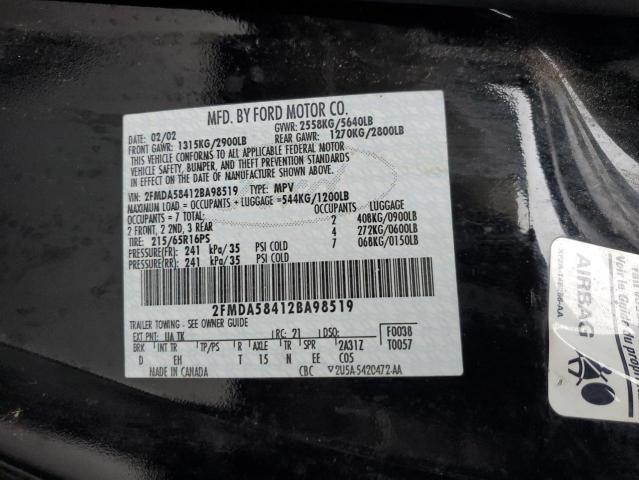 MFD. BY FORD MOTOR CO.
DATE: 02/02 GVWR: 2558KG/5640LB
FRONT GAWR: 1315KG/2900LB REAR GAWR: 1270KG/2800LB
THIS VEHICLE CONFORMS TO ALL APPLICABLE FEDERAL MOTOR
VEHICLE SAFETY, BUMPER, AND THEFT PREVENTION STANDARDS
IN EFFECT ON THE DATE OF MANUFACTURE SHOWN ABOVE.
VIN: 2FMDA58412BA98519 TYPE: MPV
MAXIMUM LOAD = OCCUPANTS + LUGGAGE =544KG/1200LB
OCCUPANTS = 7 TOTAL: OCCUPANTS LUGGAGE
2 FRONT, 2 2ND, 3 REAR 2 408KG/0900LB
TIRE: 215/65R16PS 4 272KG/0600LB
PRESSURE(FR): 241 kPa/35 PSI COLD 7 068KG/0150LB
PRESSURE(RR): 241 kPa/35 PSI COLD
2FMDA58412BA98519
TRAILER TOWING - SEE OWNER GUIDE
EXT PNT: UA TK RC: 21 DSO: F0038
BRK INT TR TP/PS R AXLE TR SPR 2A31Z T0057
D EH T 15 N EE C05
MADE IN CANADA CBC 2U5A-5420472-AA
AIRBAG